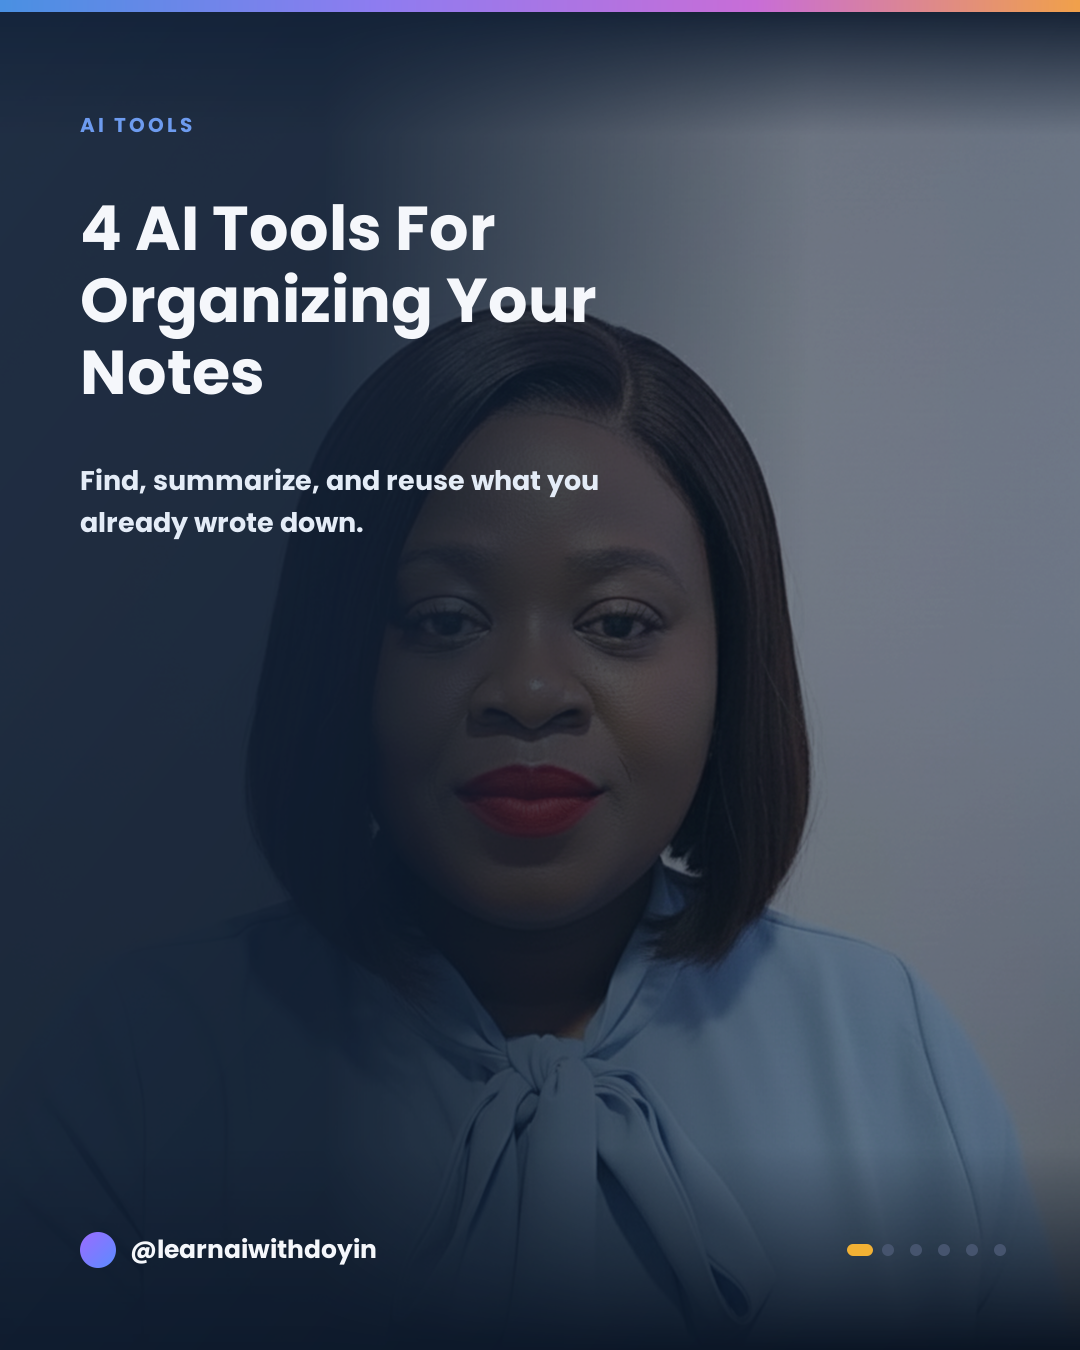 AI TOOLS
4 AI Tools For
Organizing Your
Notes
Find, summarize, and reuse what you
already wrote down.
@learnaiwithdoyin